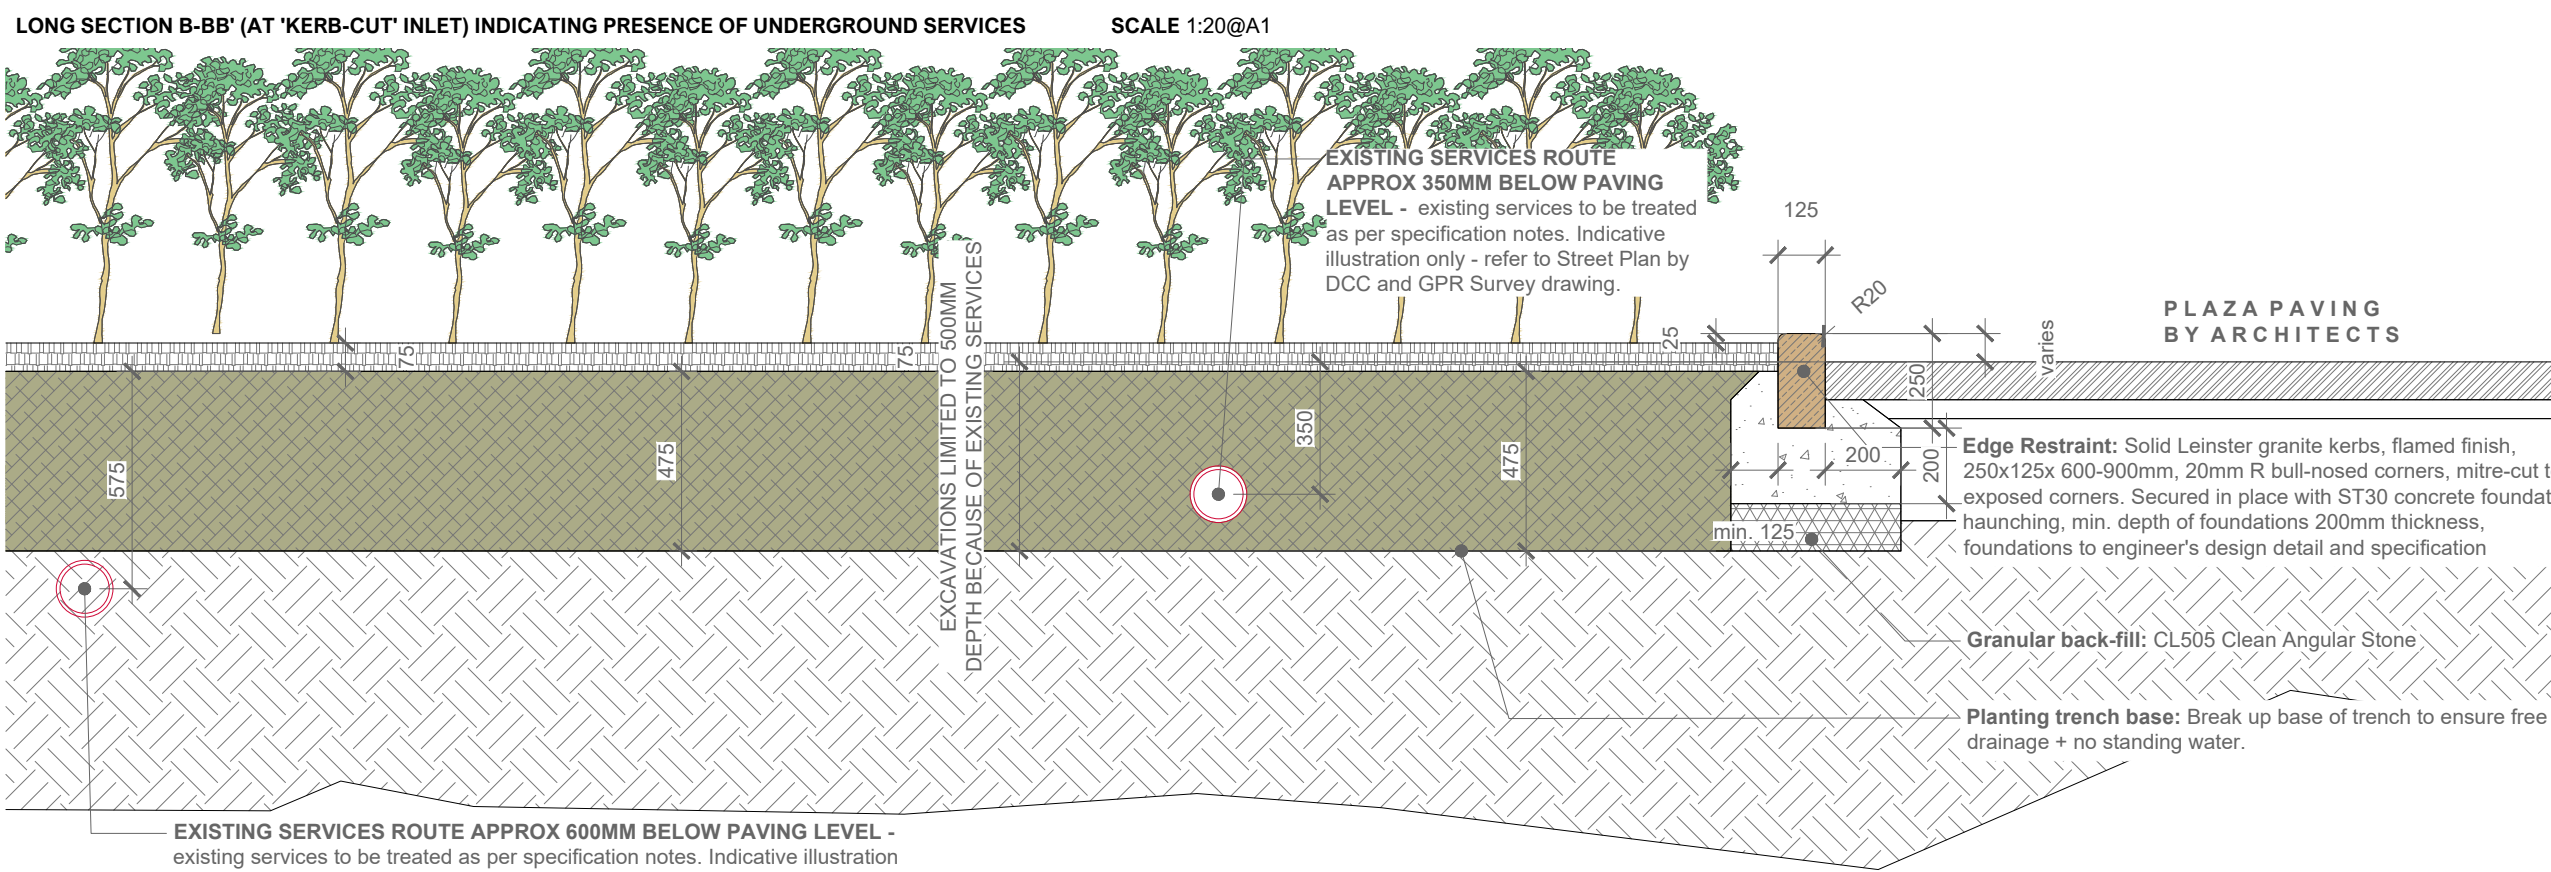 LONG SECTION B-BB' (AT 'KERB-CUT' INLET) INDICATING PRESENCE OF UNDERGROUND SERVICES SCALE 1:20@A1
EXISTING SERVICES ROUTE
APPROX 350MM BELOW PAVING
LEVEL - existing services to be treated
as per specification notes. Indicative
illustration only - refer to Street Plan by
DCC and GPR Survey drawing.
125
R20
PLAZA PAVING
BY ARCHITECTS
25
varies
75
75
250
EXCAVATIONS LIMITED TO 500MM
DEPTH BECAUSE OF EXISTING SERVICES
575
475
350
475
200
200
min. 125
Edge Restraint: Solid Leinster granite kerbs, flamed finish,
250x125x 600-900mm, 20mm R bull-nosed corners, mitre-cut t
exposed corners. Secured in place with ST30 concrete foundat
haunching, min. depth of foundations 200mm thickness,
foundations to engineer's design detail and specification
Granular back-fill: CL505 Clean Angular Stone
Planting trench base: Break up base of trench to ensure free
drainage + no standing water.
EXISTING SERVICES ROUTE APPROX 600MM BELOW PAVING LEVEL -
existing services to be treated as per specification notes. Indicative illustration